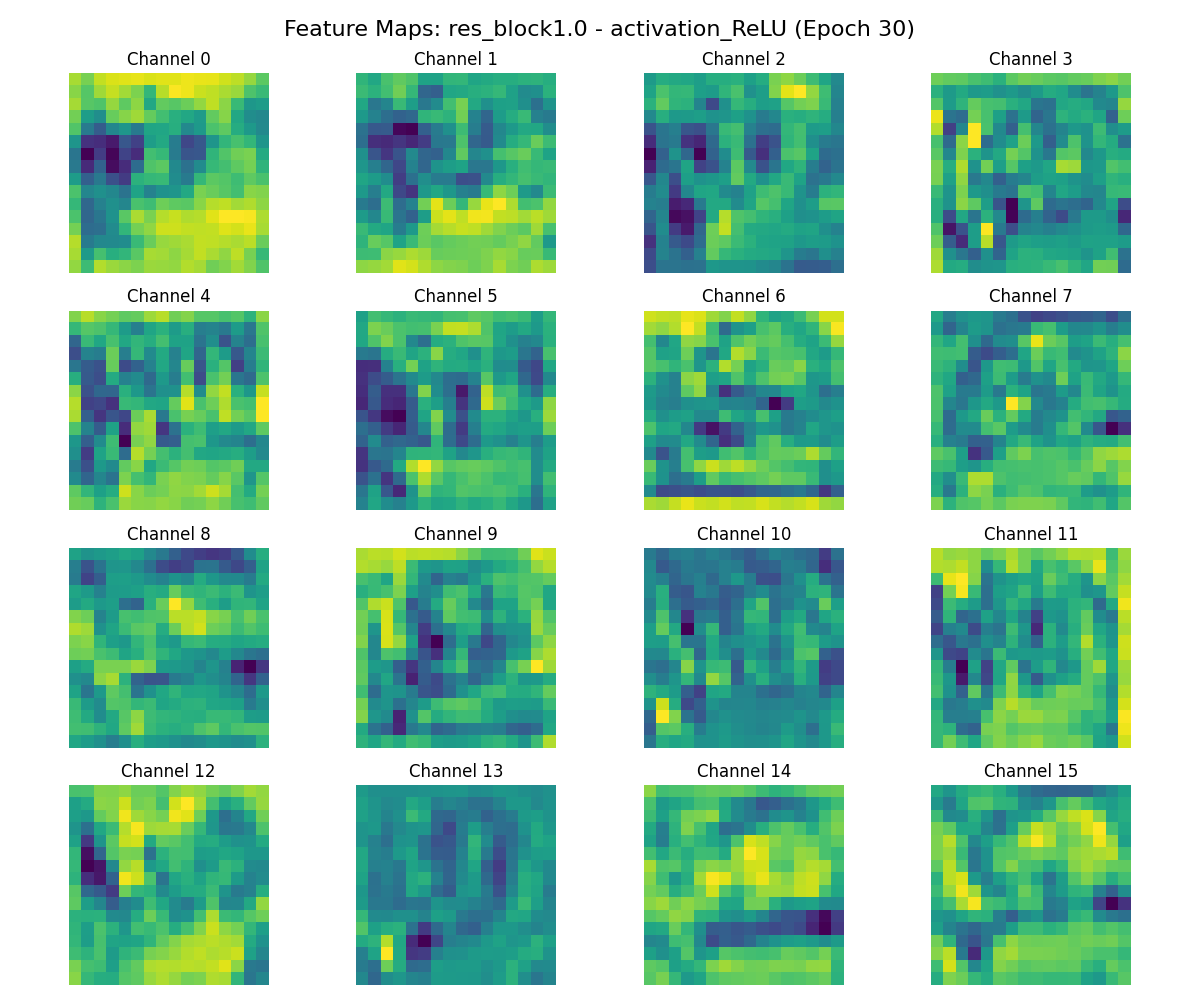 Feature Maps: res_block1.0 - activation_ReLU (Epoch 30)
Channel 0 Channel 1 Channel 2 Channel 3
Channel 4 Channel 5 Channel 6 Channel 7
Channel 8 Channel 9 Channel 10 Channel 11
Channel 12 Channel 13 Channel 14 Channel 15